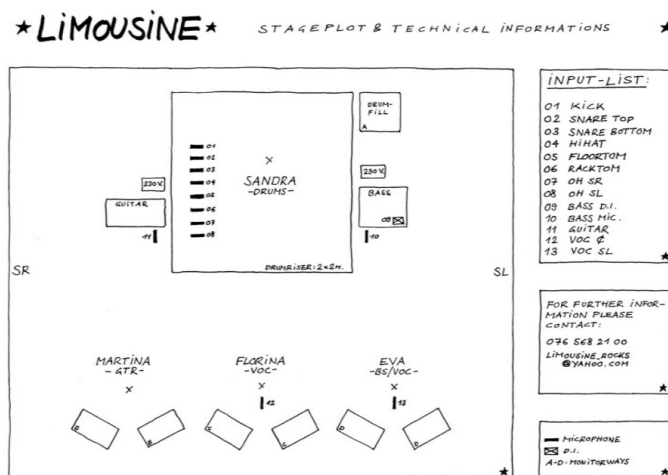 ★LiMOUSiNE★
STAGEPLOT & TECHNiCAL iNFORMATiONS
DRUM-
FiLL
A
01
02
03
04
05
06
07
08
SANDRA
-DRUMS-
DRUMRiSER: 2x2M.
230V.
GUiTAR
11
230V.
BASS
09
10
SR
SL
MARTiNA
- GTR-
FLORiNA
-VOC-
12
EVA
-BS/VOC-
13
B
B
C
C
D
D
iNPUT-LiST:
01 KiCK
02 SNARE TOP
03 SNARE BOTTOM
04 HiHAT
05 FLOORTOM
06 RACKTOM
07 OH SR
08 OH SL
09 BASS D.i.
10 BASS MiC.
11 GUiTAR
12 VOC ¢
13 VOC SL
FOR FURTHER iNFOR-
MATiON PLEASE
CONTACT:
076 568 21 00
LiMOUSiNE_ROCKS
@YAHOO.COM
MiCROPHONE
D.i.
A-D: MONiTORWAYS